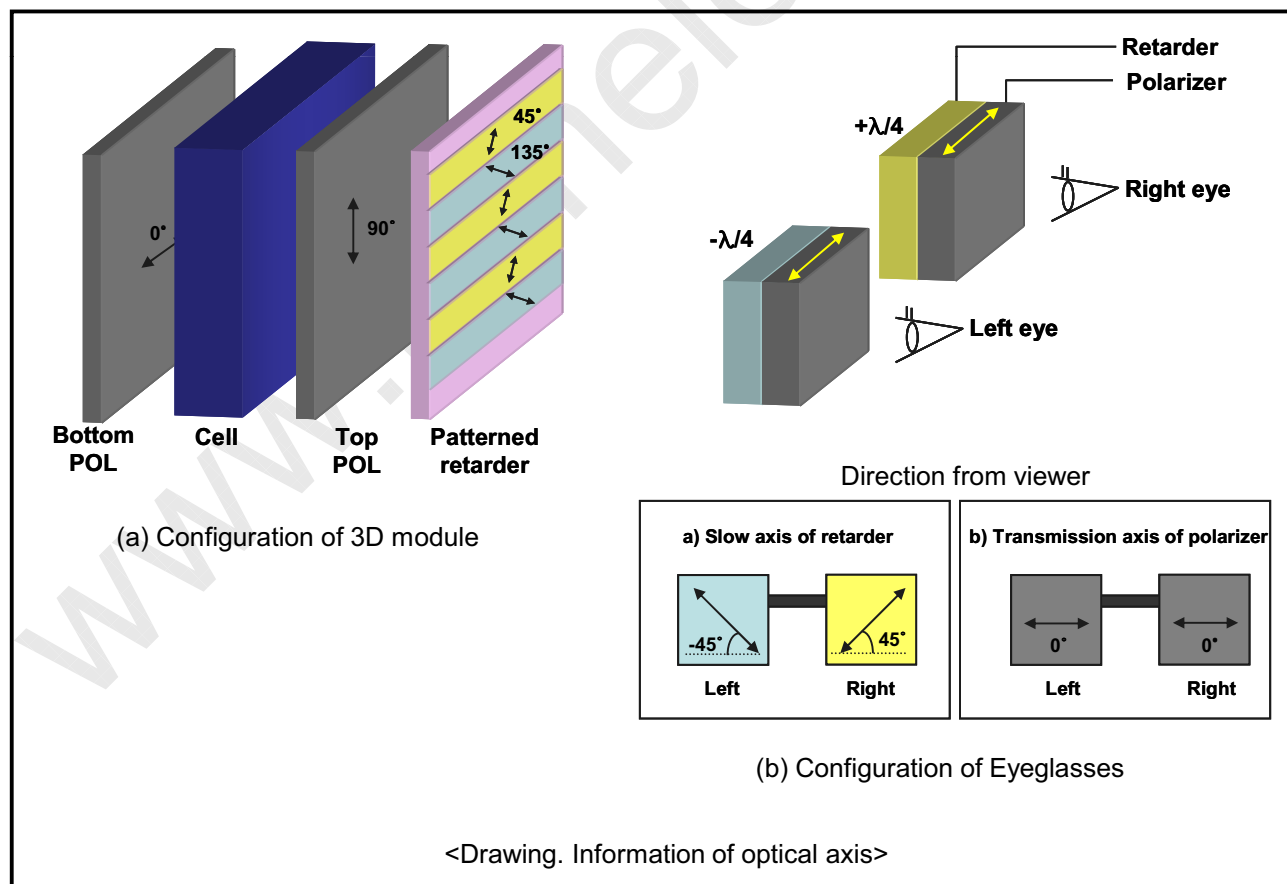 Retarder
Polarizer
+λ/4
Right eye
-λ/4
Left eye
45°
135°
0°
90°
Bottom
POL
Cell
Top
POL
Patterned
retarder
(a) Configuration of 3D module
Direction from viewer
a) Slow axis of retarder
-45°
45°
Left
Right
b) Transmission axis of polarizer
0°
0°
Left
Right
(b) Configuration of Eyeglasses
<Drawing. Information of optical axis>